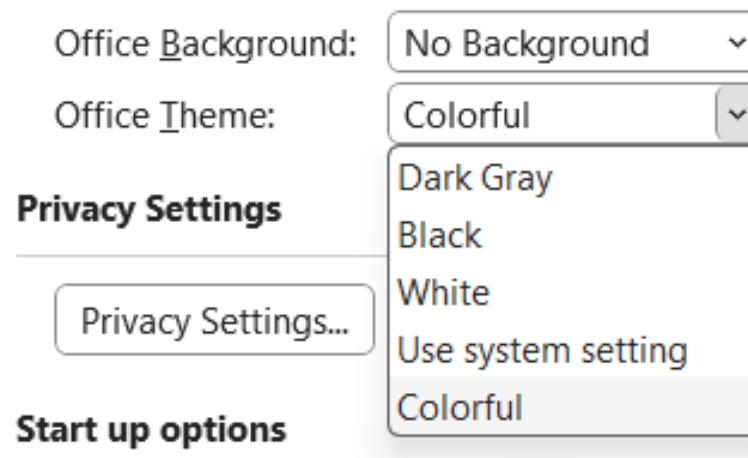 Office Background: No Background
Office Theme: Colorful
Dark Gray
Privacy Settings
Black
White
Privacy Settings...
Use system setting
Colorful
Start up options